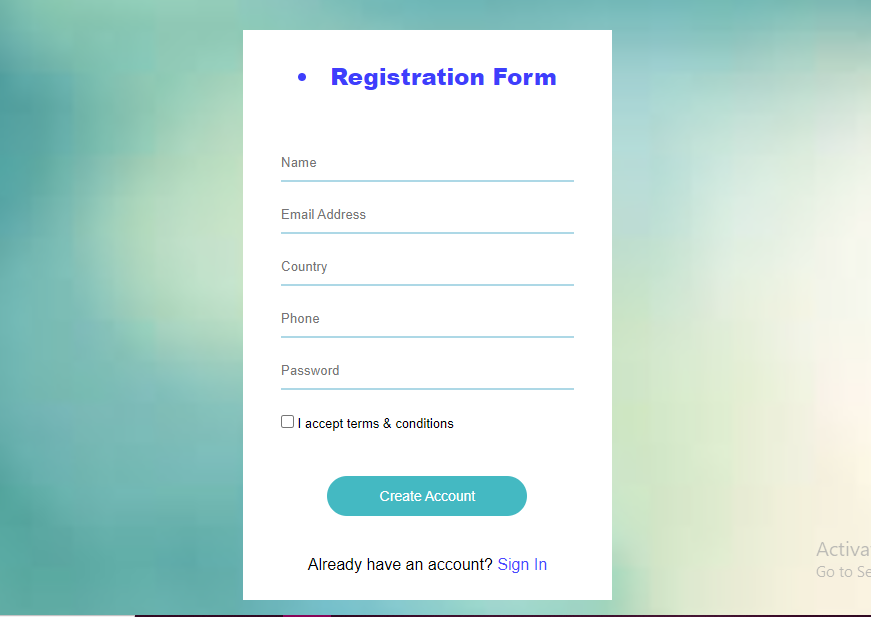 • Registration Form
Name
Email Address
Country
Phone
Password
I accept terms & conditions
Create Account
Already have an account? Sign In
Activa
Go to Se